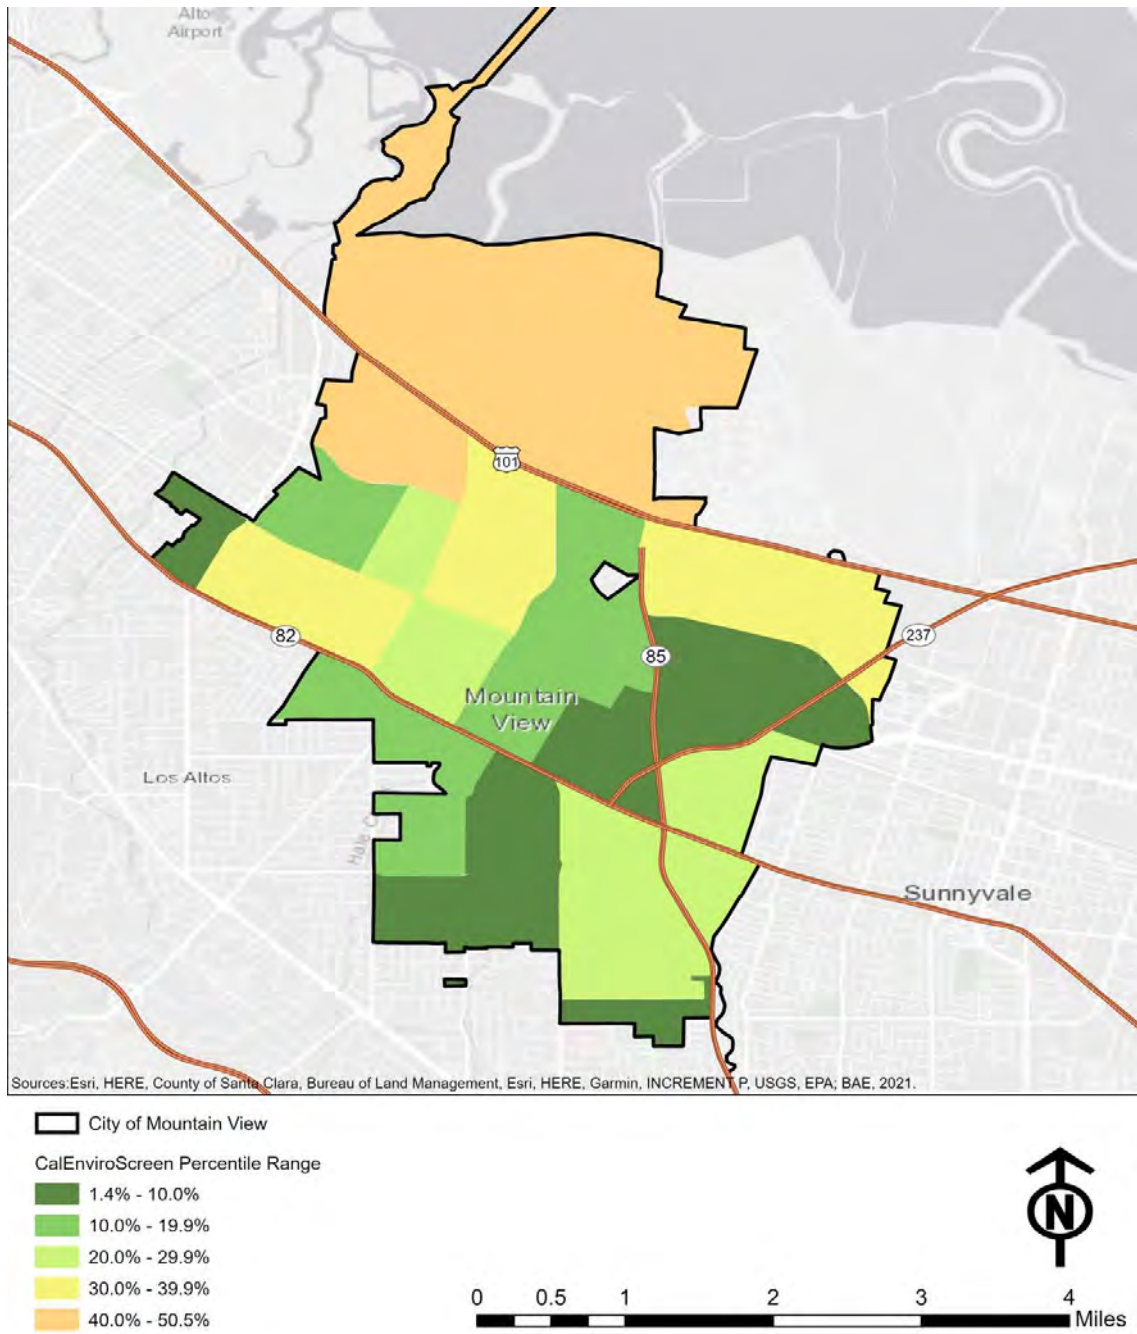 Alto
Airport
101
82
85
237
Mountain
View
Los Altos
Hale C
Sunnyvale
Sources:Esri, HERE, County of Santa Clara, Bureau of Land Management, Esri, HERE, Garmin, INCREMENT P, USGS, EPA; BAE, 2021.
City of Mountain View
CalEnviroScreen Percentile Range
1.4% - 10.0%
10.0% - 19.9%
20.0% - 29.9%
30.0% - 39.9%
40.0% - 50.5%
N
0 0.5 1 2 3 4
Miles